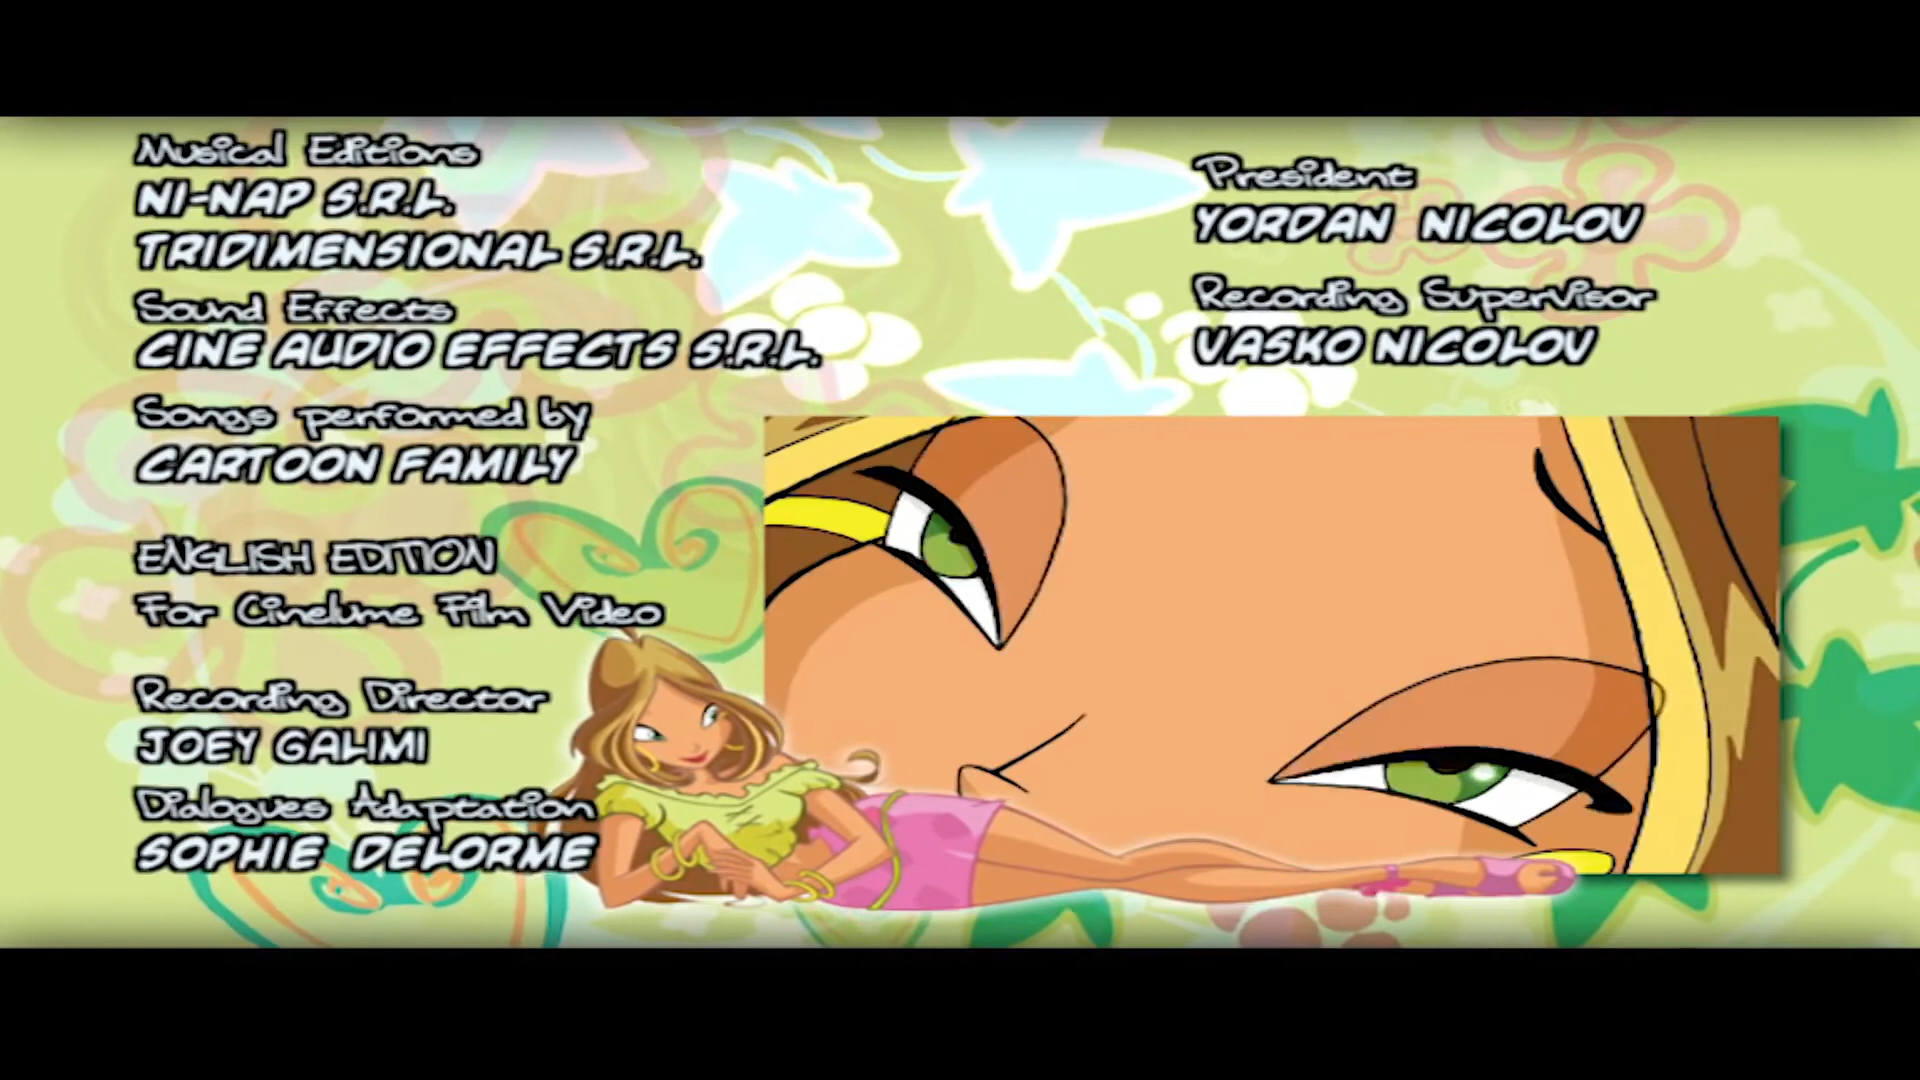 Musical Editions
NI-NAP S.R.L.
TRIDIMENSIONAL S.R.L.
Sound Effects
CINE AUDIO EFFECTS S.R.L.
Songs performed by
CARTOON FAMILY
ENGLISH EDITION
For Cinelume Film Video
Recording Director
JOEY GALIMI
Dialogues Adaptation
SOPHIE DELORME
President
YORDAN NICOLOV
Recording Supervisor
VASKO NICOLOV